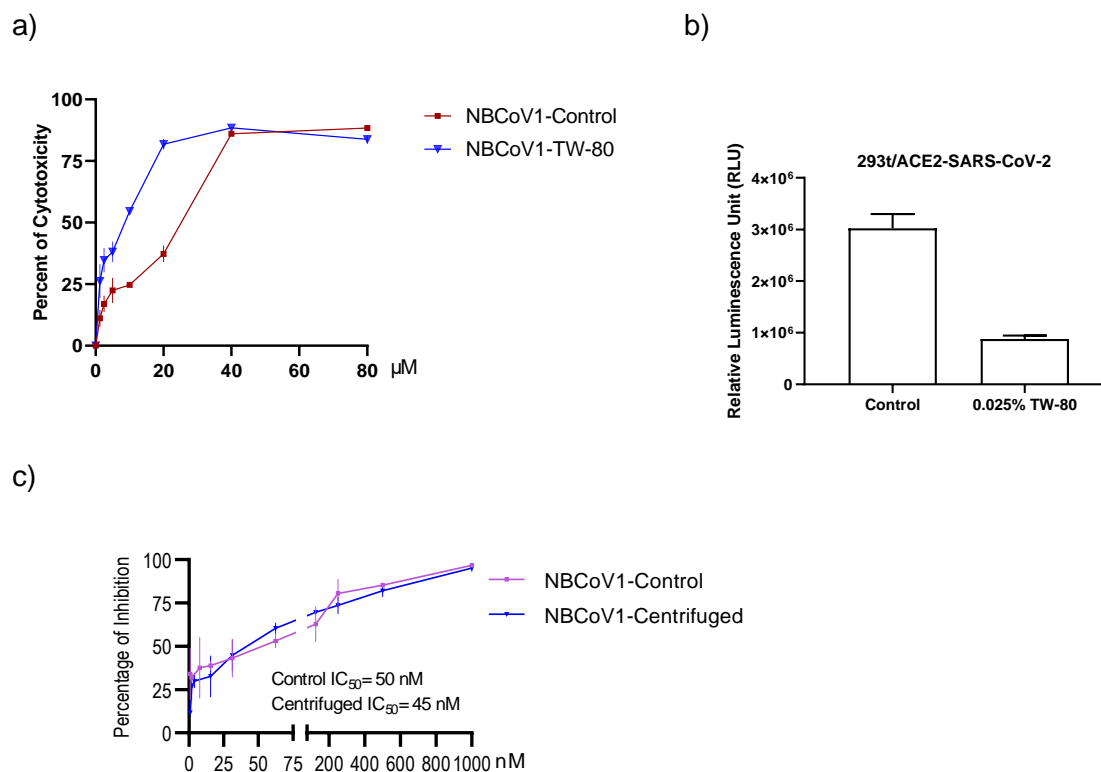 a)
100
75
50
25
0
Percent of Cytotoxicity
0 20 40 60 80 µM
NBCoV1-Control
NBCoV1-TW-80
b)
293t/ACE2-SARS-CoV-2
4×10⁶
3×10⁶
2×10⁶
1×10⁶
0
Relative Luminescence Unit (RLU)
Control 0.025% TW-80
c)
100
75
50
25
0
Percentage of Inhibition
0 25 50 75 200 400 600 800 1000 nM
Control IC₅₀= 50 nM
Centrifuged IC₅₀= 45 nM
NBCoV1-Control
NBCoV1-Centrifuged